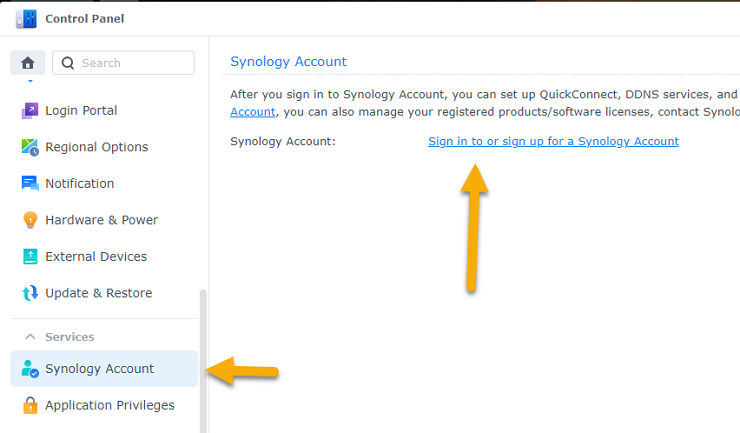 Control Panel
Search
Login Portal
Regional Options
Notification
Hardware & Power
External Devices
Update & Restore
Services
Synology Account
Application Privileges
Synology Account
After you sign in to Synology Account, you can set up QuickConnect, DDNS services, and
Account, you can also manage your registered products/software licenses, contact Synolo
Synology Account: Sign in to or sign up for a Synology Account